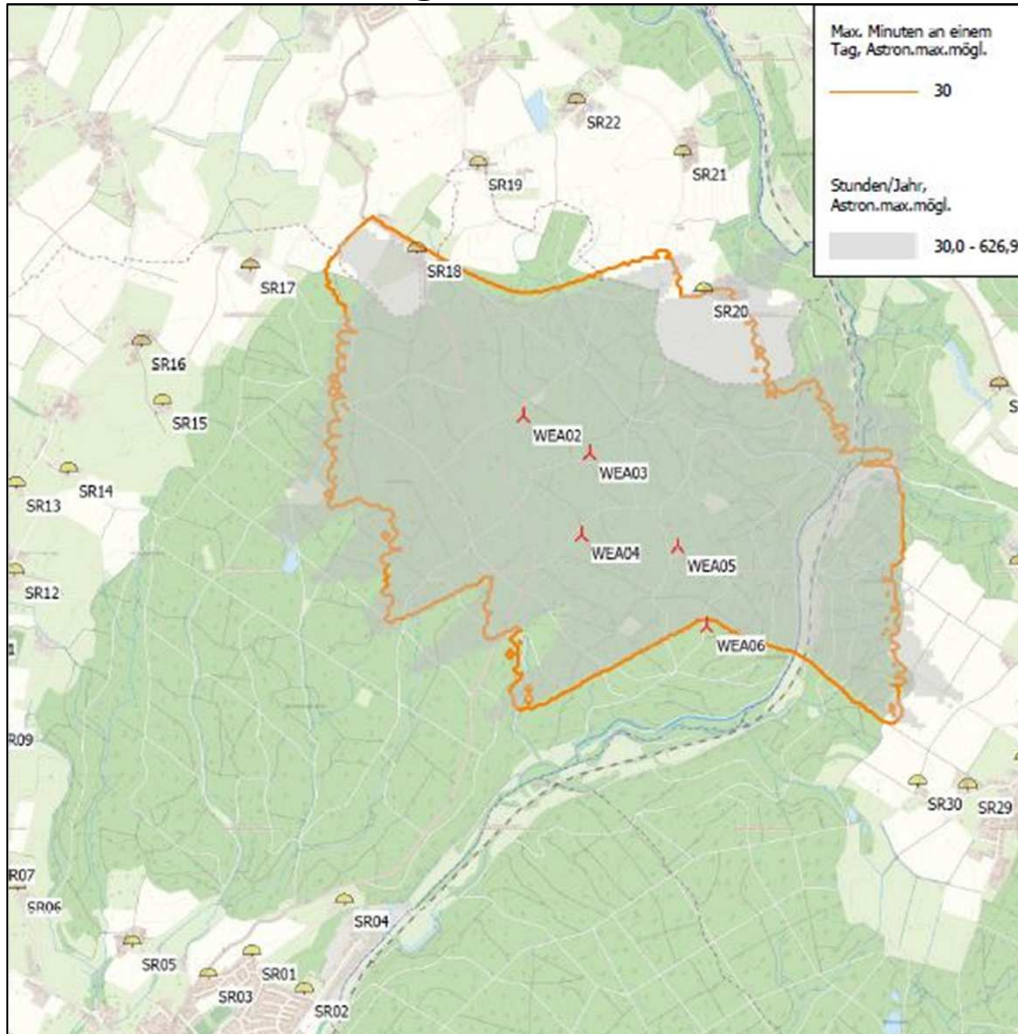 Max. Minuten an einem
Tag, Astron.max.mögl.
30
Stunden/Jahr,
Astron.max.mögl.
30,0 - 626,9
SR22
SR21
SR19
SR18
SR17
SR20
SR16
SR15
WEA02
WEA03
SR14
SR13
WEA04
WEA05
SR12
WEA06
R09
SR30
SR29
R07
SR06
SR04
SR05
SR01
SR03
SR02